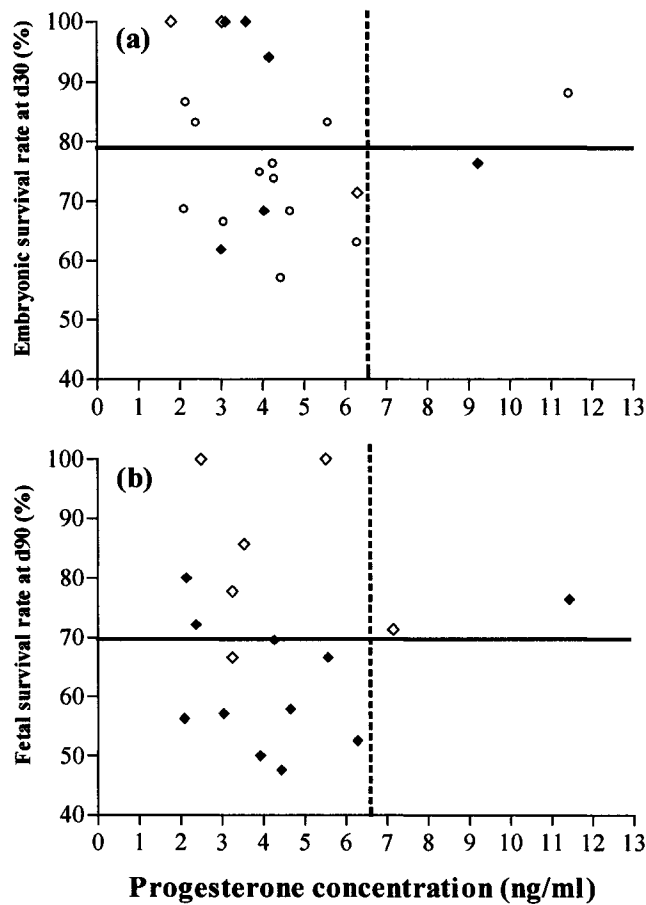 Embryonic survival rate at d30 (%)
(a)
100
90
80
70
60
50
40
0 1 2 3 4 5 6 7 8 9 10 11 12 13
Fetal survival rate at d90 (%)
(b)
100
90
80
70
60
50
40
0 1 2 3 4 5 6 7 8 9 10 11 12 13
Progesterone concentration (ng/ml)